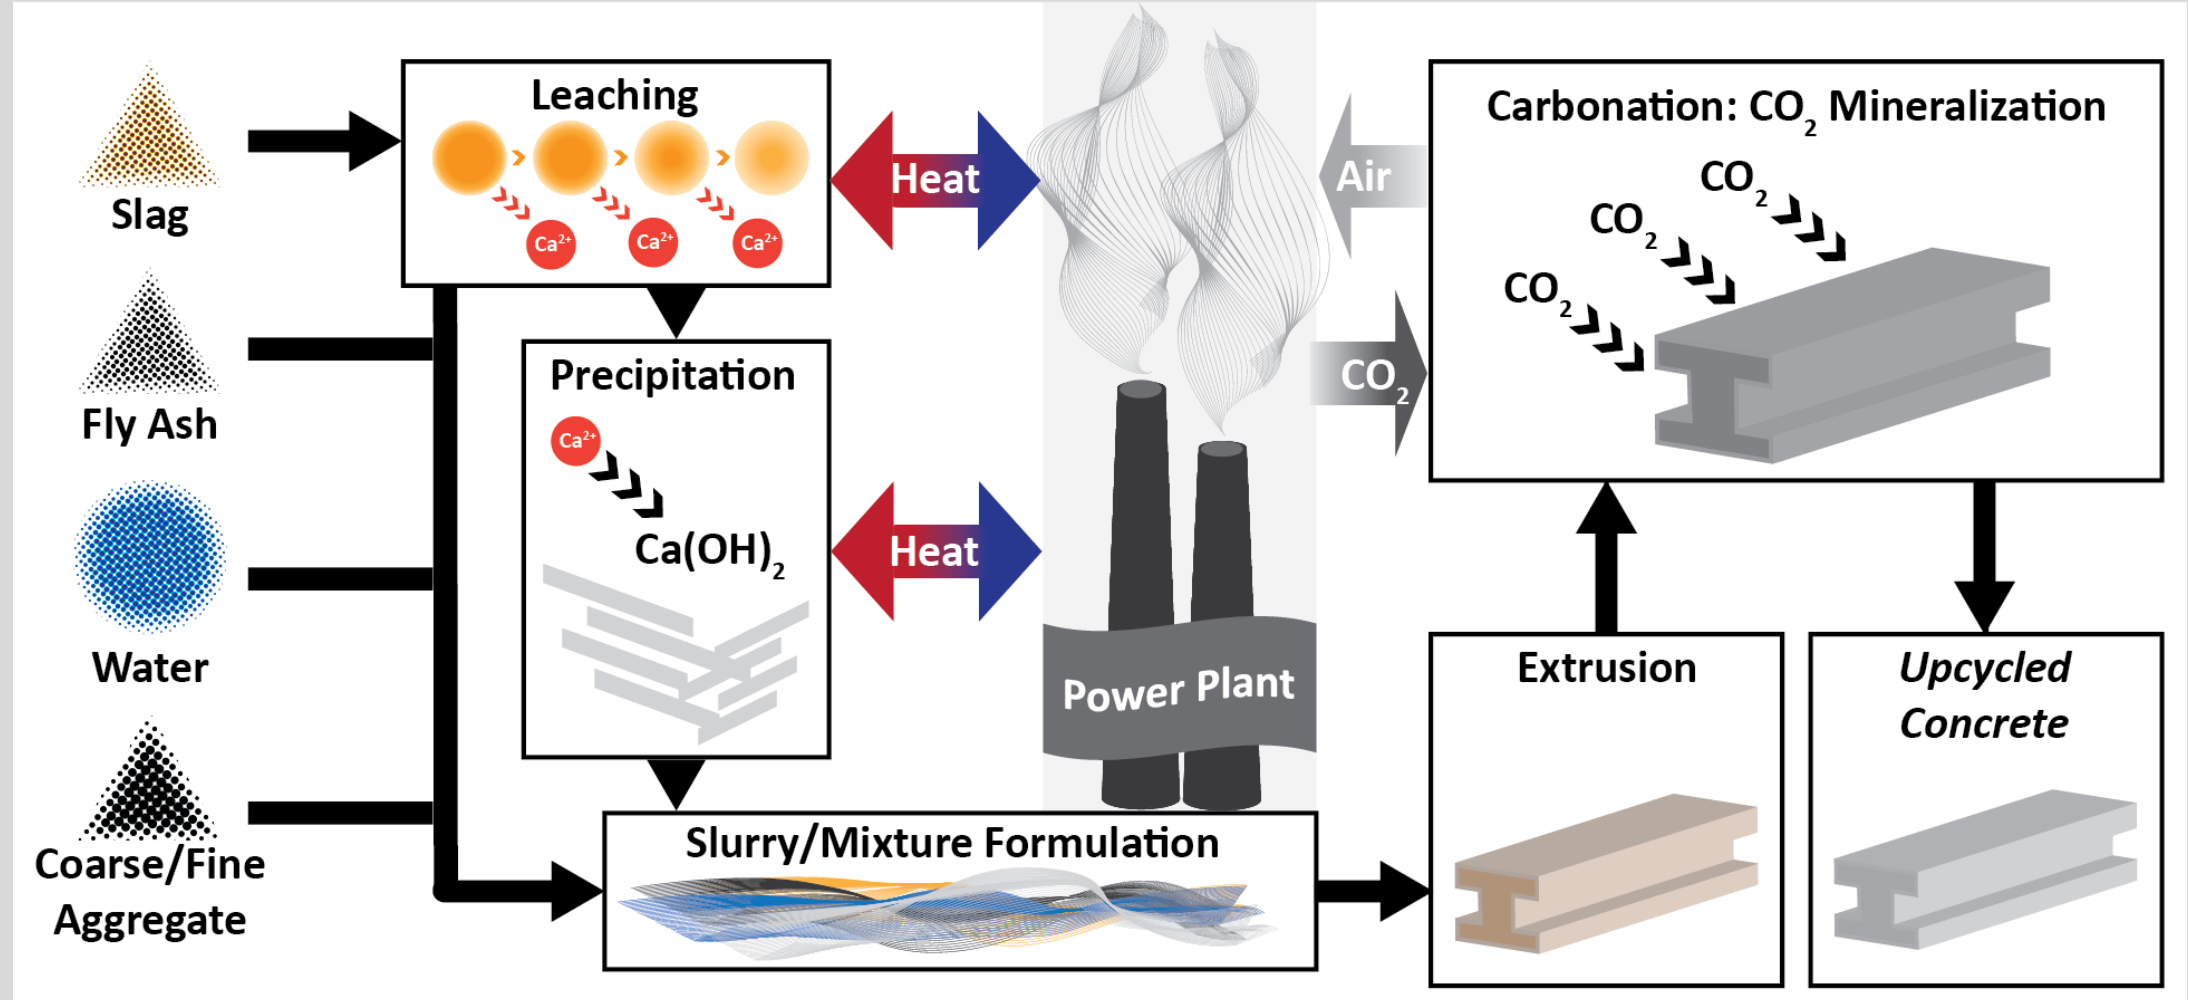 Slag
Fly Ash
Water
Coarse/Fine
Aggregate
Leaching
Ca²⁺
Ca²⁺
Ca²⁺
Precipitation
Ca²⁺
Ca(OH)₂
Heat
Heat
Power Plant
Slurry/Mixture Formulation
Air
CO₂
Carbonation: CO₂ Mineralization
CO₂
CO₂
CO₂
Extrusion
Upcycled
Concrete